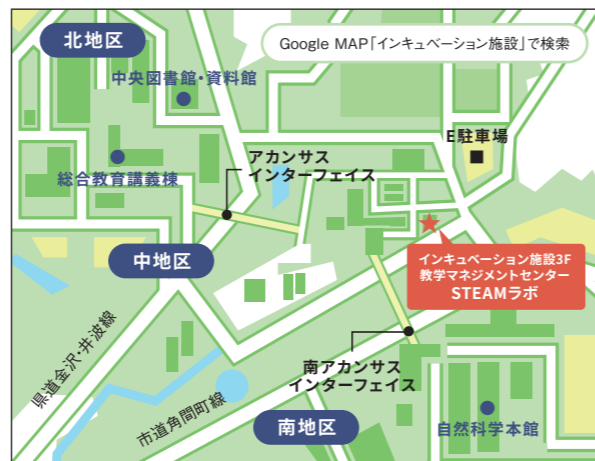 北地区
Google MAP「インキュベーション施設」で検索
中央図書館・資料館
E駐車場
アカンサス
インターフェイス
総合教育講義棟
中地区
インキュベーション施設3F
教学マネジメントセンター
STEAMラボ
県道金沢・井波線
南アカンサス
インターフェイス
市道角間町線
南地区
自然科学本館